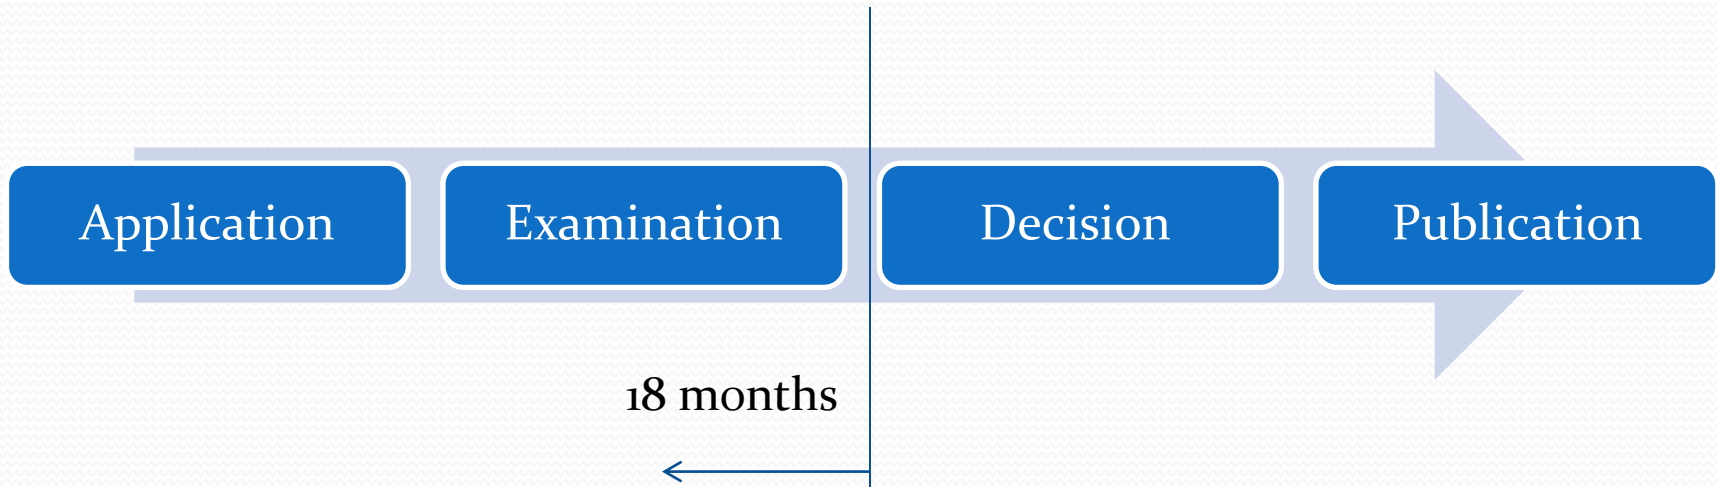 Application
Examination
Decision
Publication
18 months